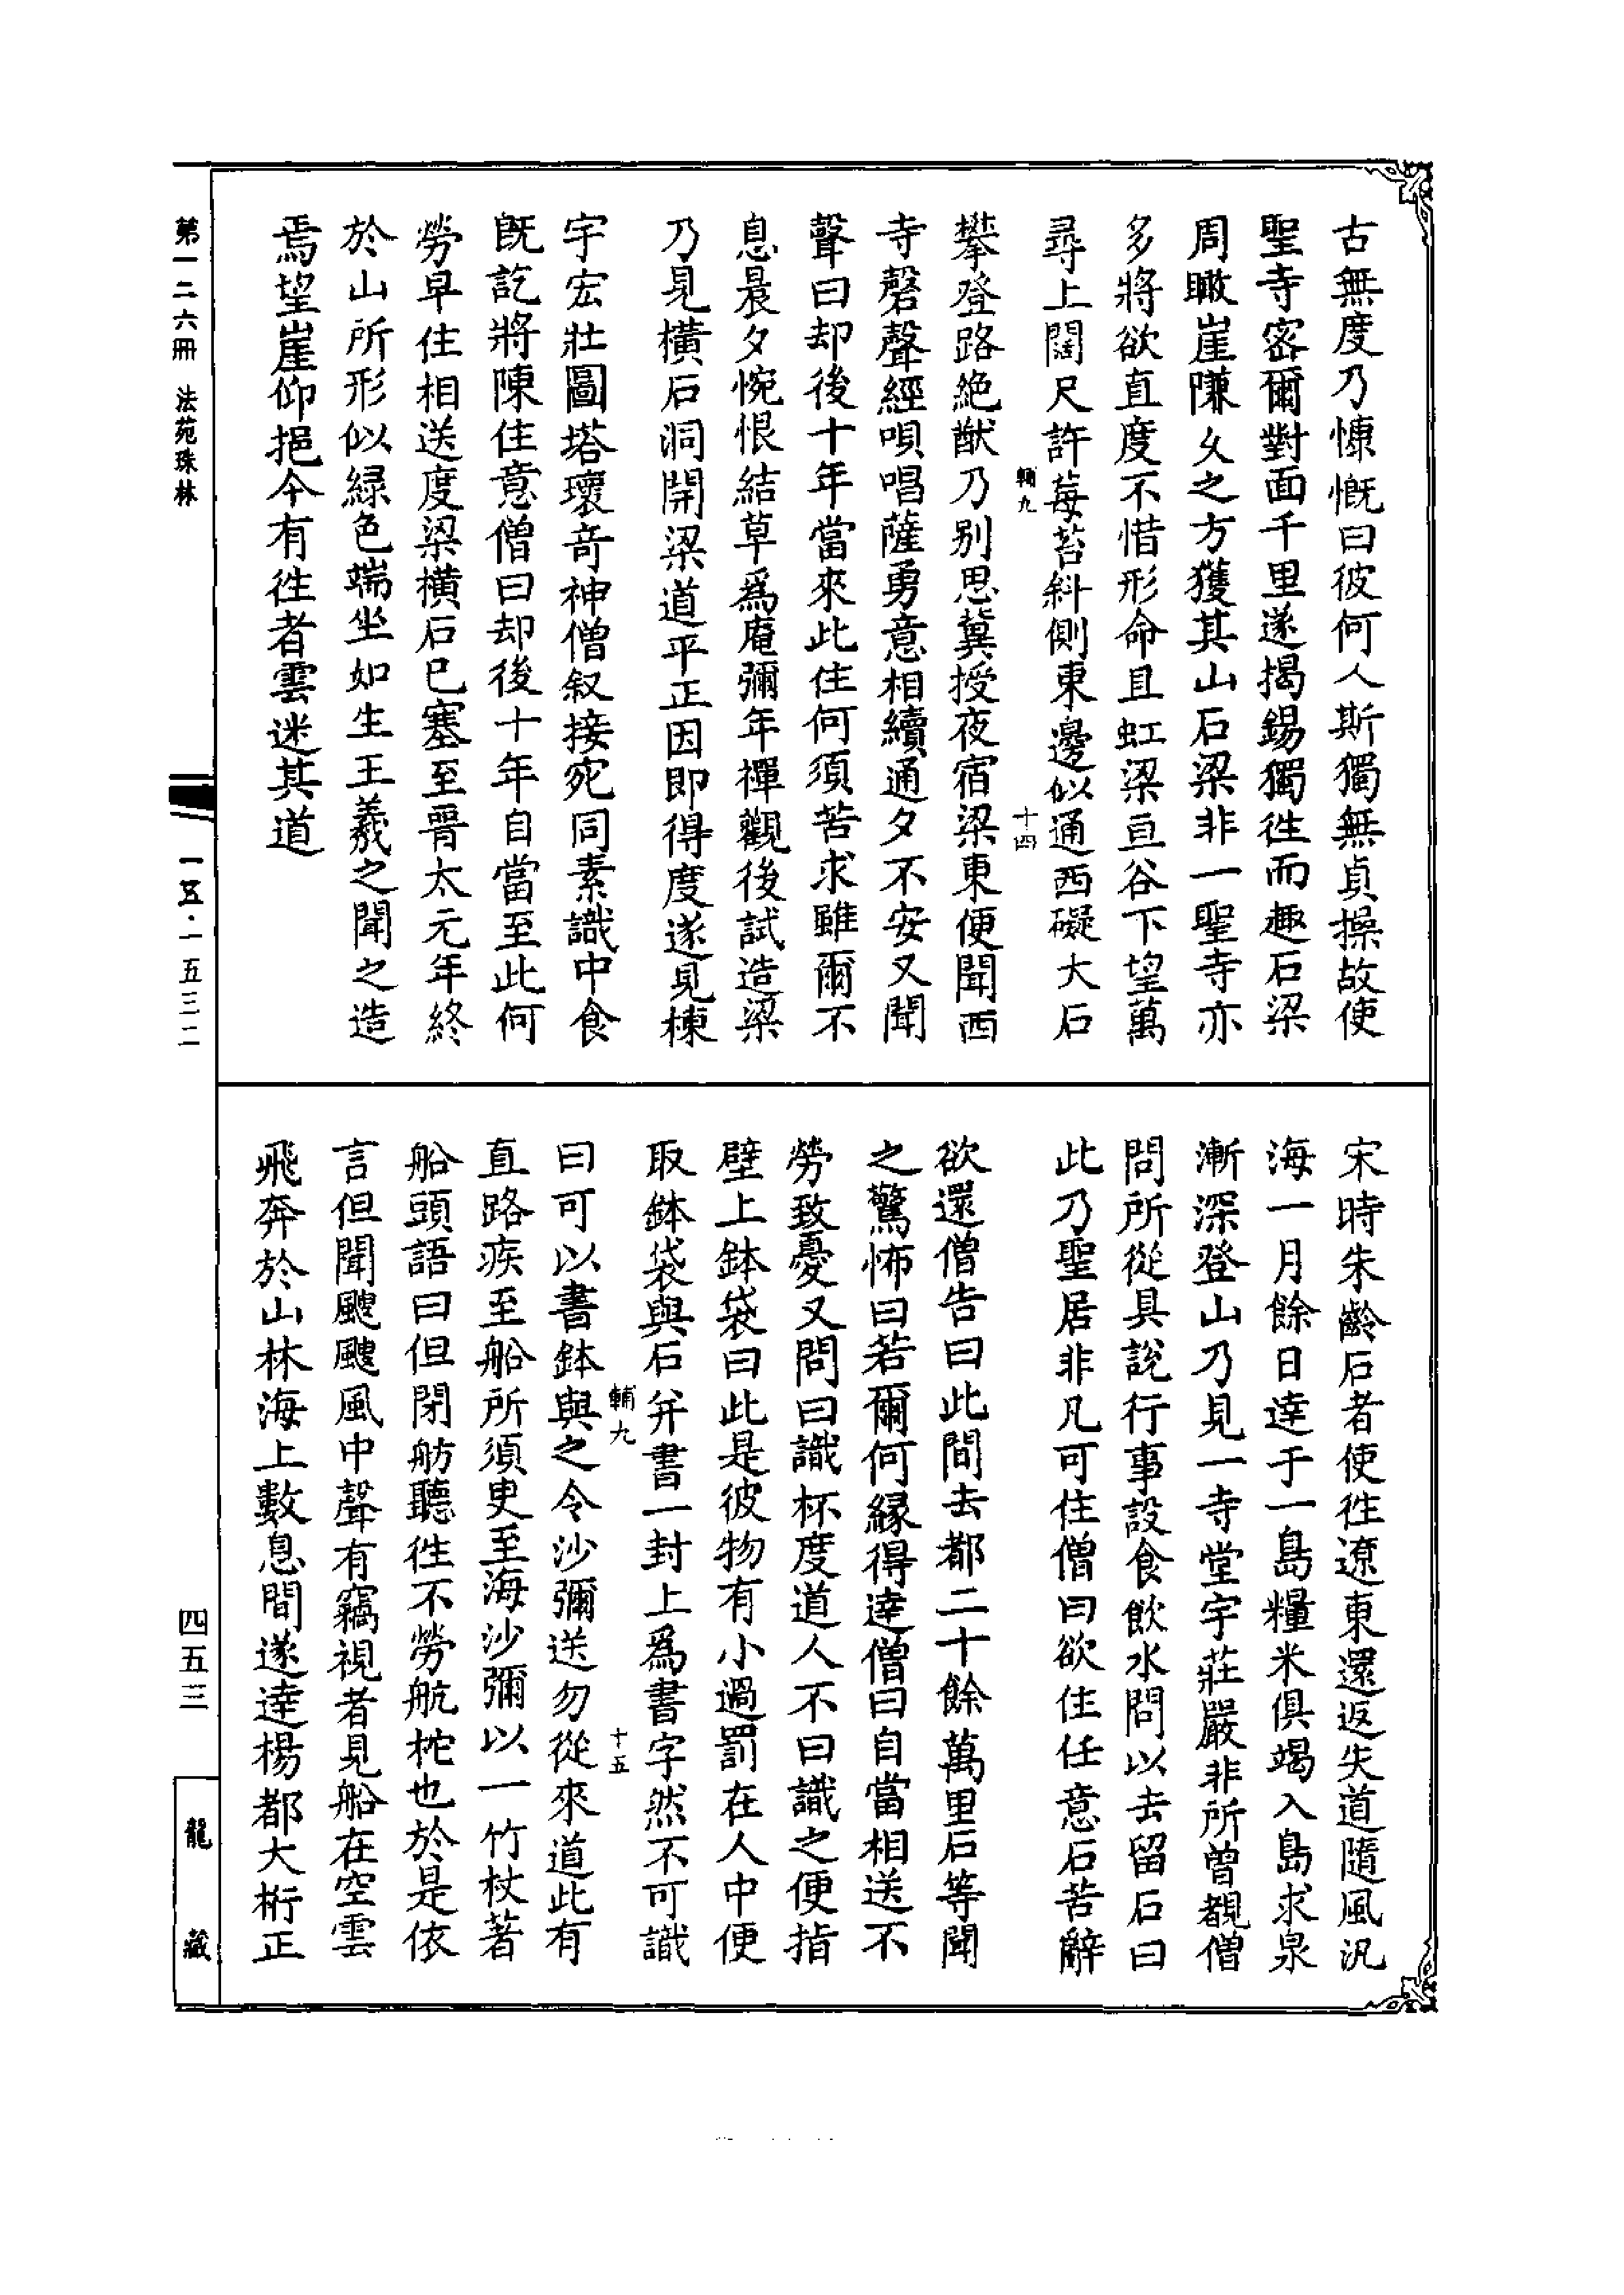 古無度乃慷慨曰彼何人斯獨無貞操故使
聖寺密爾對面千里遂揭錫獨徃而趣石梁
周瞰崖隒久之方獲其山石梁非一聖寺亦
多將欲直度不惜形命且虹梁亘谷下望萬
尋上闊尺許莓苔斜側東邊似通西礙大石
輔九
十四
攀登路絶猷乃别思冀授夜宿梁東便聞西
寺磬聲經唄唱薩勇意相續通夕不安又聞
聲曰却後十年當來此住何須苦求雖爾不
息晨夕惋恨結草爲庵彌年禪觀後試造梁
乃見橫石洞開梁道平正因即得度遂見棟
宇宏壯圖塔瓌奇神僧叙接宛同素識中食
既訖將陳住意僧曰却後十年自當至此何
勞早住相送度梁橫石巳塞至晉太元年終
於山所形似緑色端坐如生王羲之聞之造
焉望崖仰挹今有徃者雲迷其道
宋時朱齡石者使徃遼東還返失道隨風汎
海一月餘日達于一島糧米俱竭入島求泉
漸深登山乃見一寺堂宇莊嚴非所曾覩僧
問所從具說行事設食飲水問以去留石曰
此乃聖居非凡可住僧曰欲住任意石苦辭
欲還僧告曰此間去都二十餘萬里石等聞
之驚怖曰若爾何緣得達僧曰自當相送不
勞致憂又問曰識杯度道人不曰識之便指
壁上鉢袋曰此是彼物有小過罰在人中便
取鉢袋與石并書一封上爲書字然不可識
輔九
十五
曰可以書鉢與之令沙彌送勿從來道此有
直路疾至船所須臾至海沙彌以一竹杖著
船頭語曰但閉舫聽徃不勞航柁也於是依
言但聞颼颼風中聲有竊視者見船在空雲
飛奔於山林海上數息間遂達楊都大桁正
第一二六冊 法苑珠林
一五·一五三二
四五三
龍藏